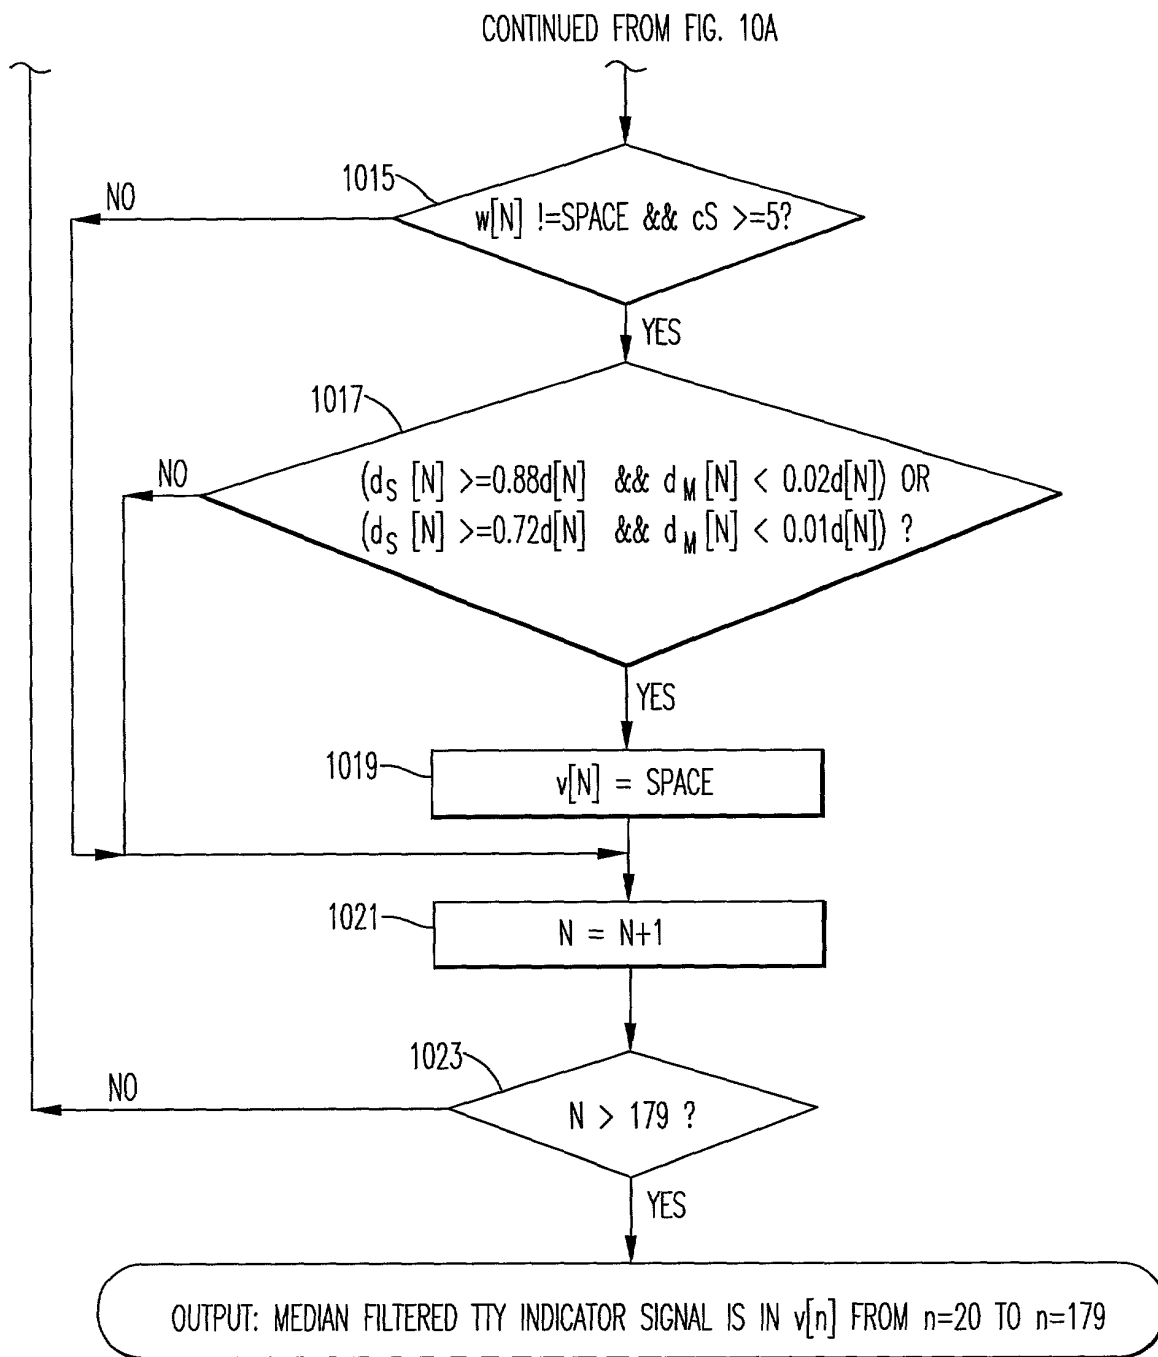 CONTINUED FROM FIG. 10A
1015
NO
w[N] !=SPACE && cS >=5?
YES
1017
NO
(dS [N] >=0.88d[N] && dM [N] < 0.02d[N]) OR
(dS [N] >=0.72d[N] && dM [N] < 0.01d[N]) ?
YES
1019
v[N] = SPACE
1021
N = N+1
1023
NO
N > 179 ?
YES
OUTPUT: MEDIAN FILTERED TTY INDICATOR SIGNAL IS IN v[n] FROM n=20 TO n=179